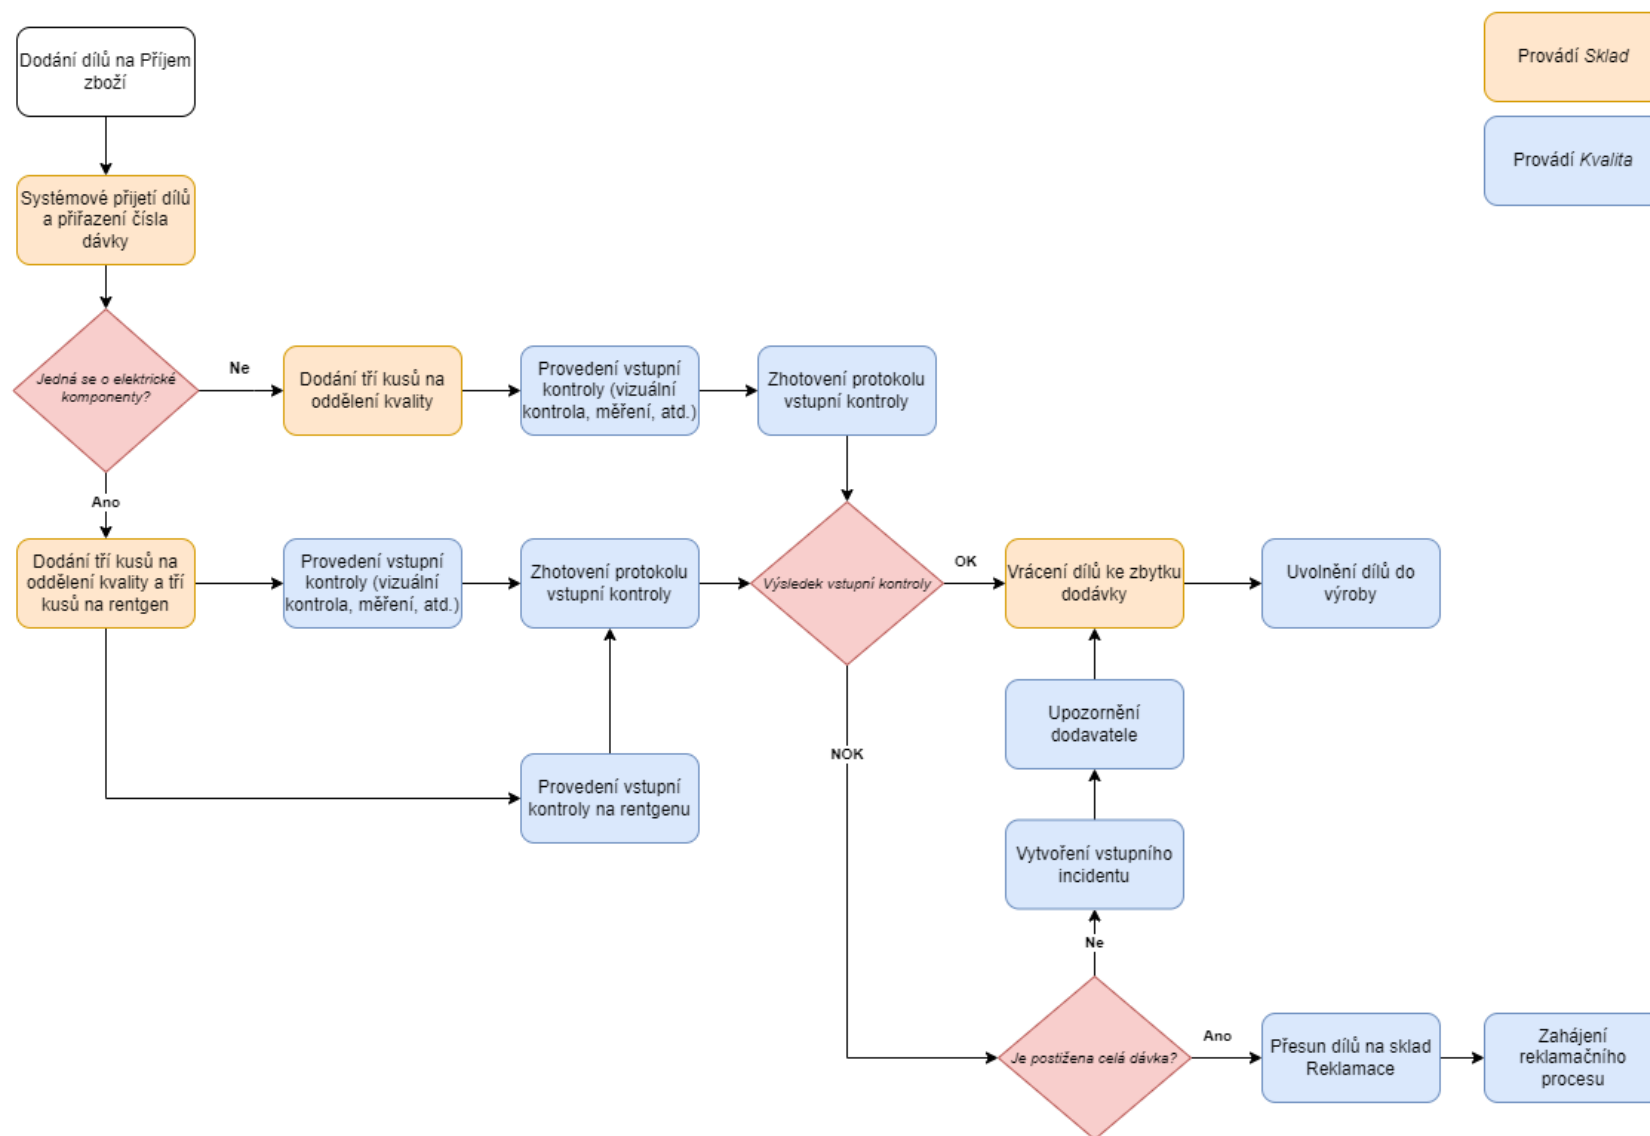 Dodání dílů na Příjem
zboží
Provádí Sklad
Provádí Kvalita
Systémové přijetí dílů
a přiřazení čísla
dávky
Jedná se o elektrické
komponenty?
Ne
Dodání tří kusů na
oddělení kvality
Provedení vstupní
kontroly (vizuální
kontrola, měření, atd.)
Zhotovení protokolu
vstupní kontroly
Ano
Dodání tří kusů na
oddělení kvality a tří
kusů na rentgen
Provedení vstupní
kontroly (vizuální
kontrola, měření, atd.)
Zhotovení protokolu
vstupní kontroly
Výsledek vstupní kontroly
OK
Vrácení dílů ke zbytku
dodávky
Uvolnění dílů do
výroby
Upozornění
dodavatele
NOK
Provedení vstupní
kontroly na rentgenu
Vytvoření vstupního
incidentu
Ne
Je postižena celá dávka?
Ano
Přesun dílů na sklad
Reklamace
Zahájení
reklamačního
procesu